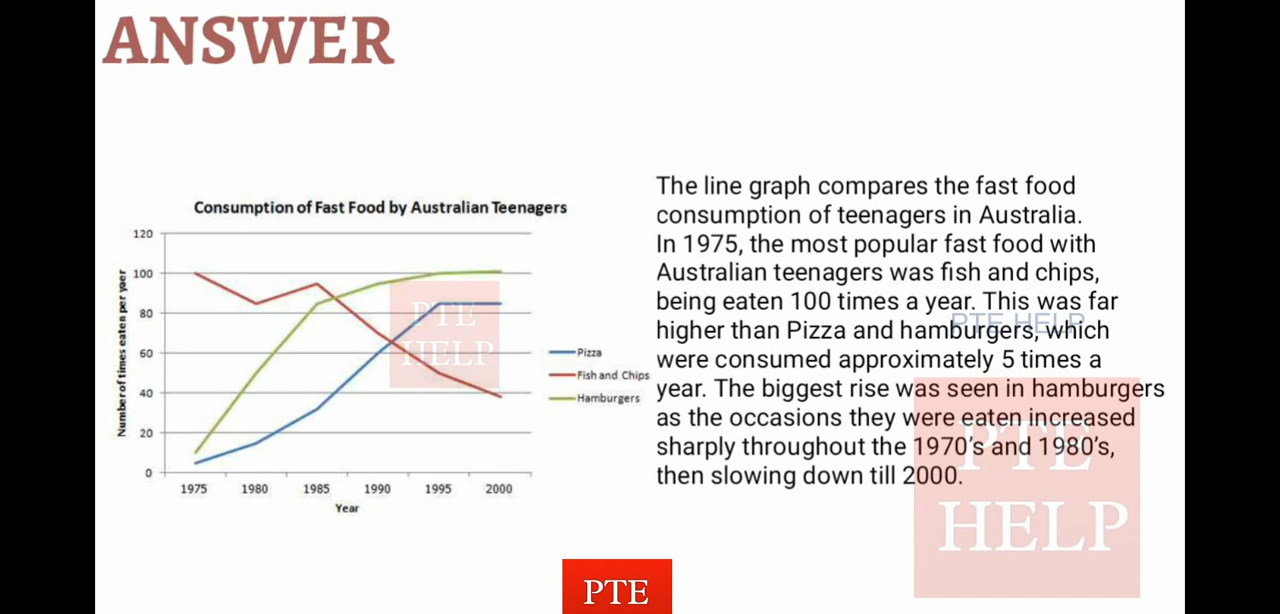 ANSWER
Consumption of Fast Food by Australian Teenagers
Number of times eaten per yaer
120
100
80
60
40
20
0
1975 1980 1985 1990 1995 2000
Year
Pizza
Fish and Chips
Hamburgers
PTE
HELP
The line graph compares the fast food
consumption of teenagers in Australia.
In 1975, the most popular fast food with
Australian teenagers was fish and chips,
being eaten 100 times a year. This was far
higher than Pizza and hamburgers, which
were consumed approximately 5 times a
year. The biggest rise was seen in hamburgers
as the occasions they were eaten increased
sharply throughout the 1970's and 1980's,
then slowing down till 2000.
PTE HELP
PTE
HELP
PTE